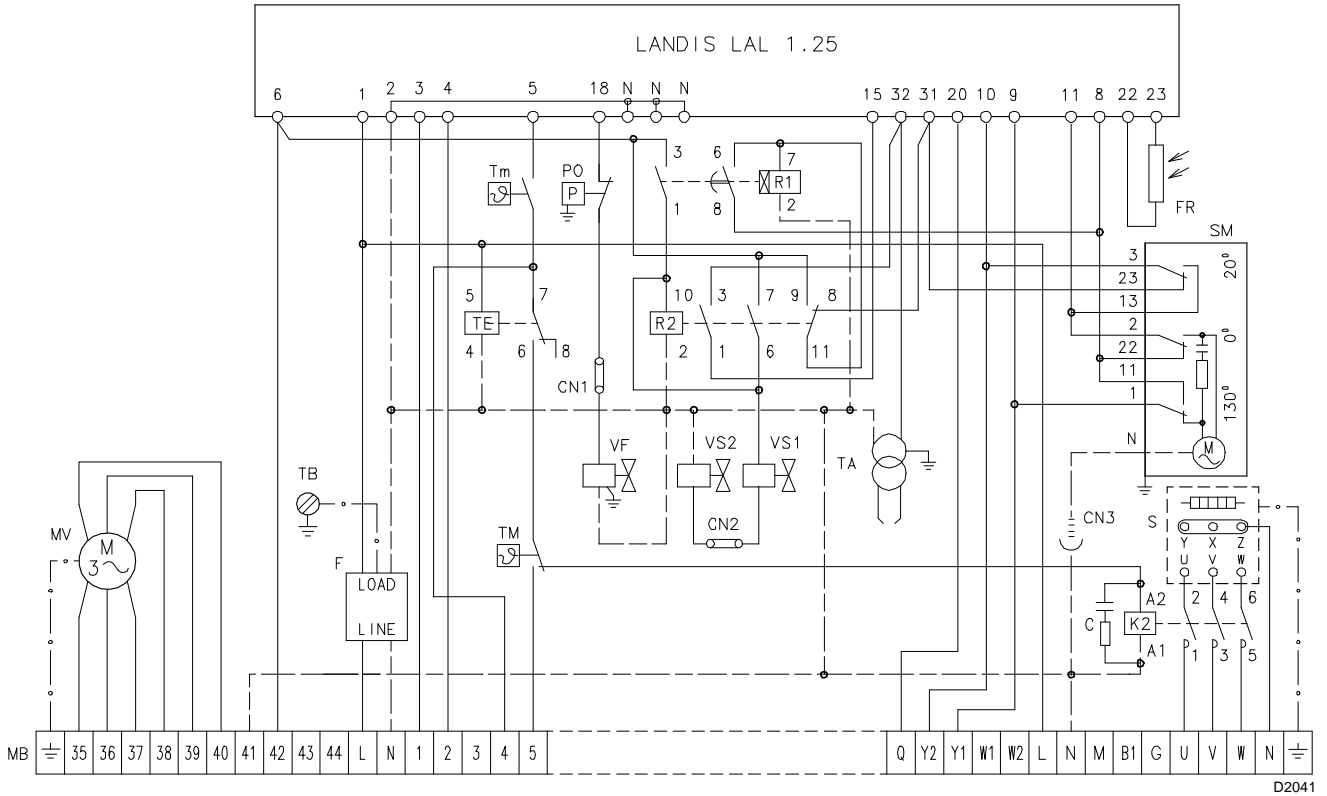 LANDIS LAL 1.25
6 1 2 3 4 5 18 N N N 15 32 31 20 10 9 11 8 22 23
3 6 7
Tm PO R1
P
1 8 2
FR
SM
3
23
13
2
22
11
1
N
20°
0°
130°
M
5 7 10 3 7 9 8
TE R2
4 6 8 2 1 6 11
CN1
VF VS2 VS1 TA
TB CN2 CN3
MV M 3
TM
F LOAD
LINE
S
Y X Z
U V W
2 4 6
A2
C K2
A1
1 3 5
MB 35 36 37 38 39 40 41 42 43 44 L N 1 2 3 4 5 Q Y2 Y1 W1 W2 L N M B1 G U V W N
D2041